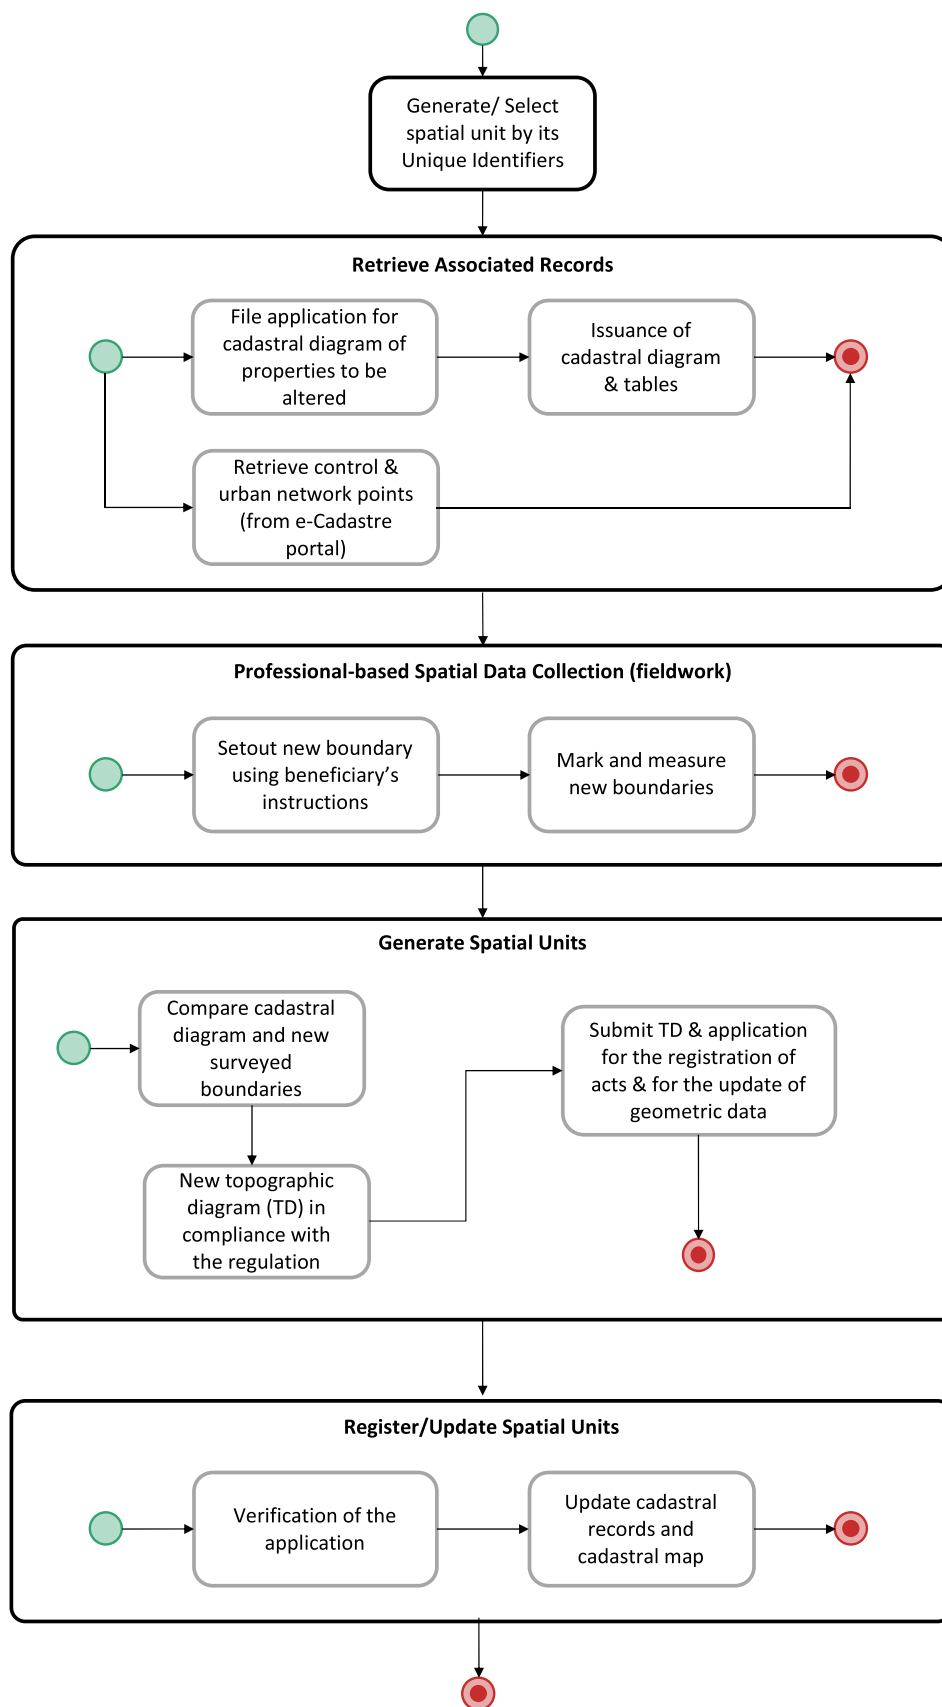 Generate/ Select
spatial unit by its
Unique Identifiers
Retrieve Associated Records
File application for
cadastral diagram of
properties to be
altered
Issuance of
cadastral diagram
& tables
Retrieve control &
urban network points
(from e-Cadastre
portal)
Professional-based Spatial Data Collection (fieldwork)
Setout new boundary
using beneficiary's
instructions
Mark and measure
new boundaries
Generate Spatial Units
Compare cadastral
diagram and new
surveyed
boundaries
New topographic
diagram (TD) in
compliance with
the regulation
Submit TD & application
for the registration of
acts & for the update of
geometric data
Register/Update Spatial Units
Verification of the
application
Update cadastral
records and
cadastral map